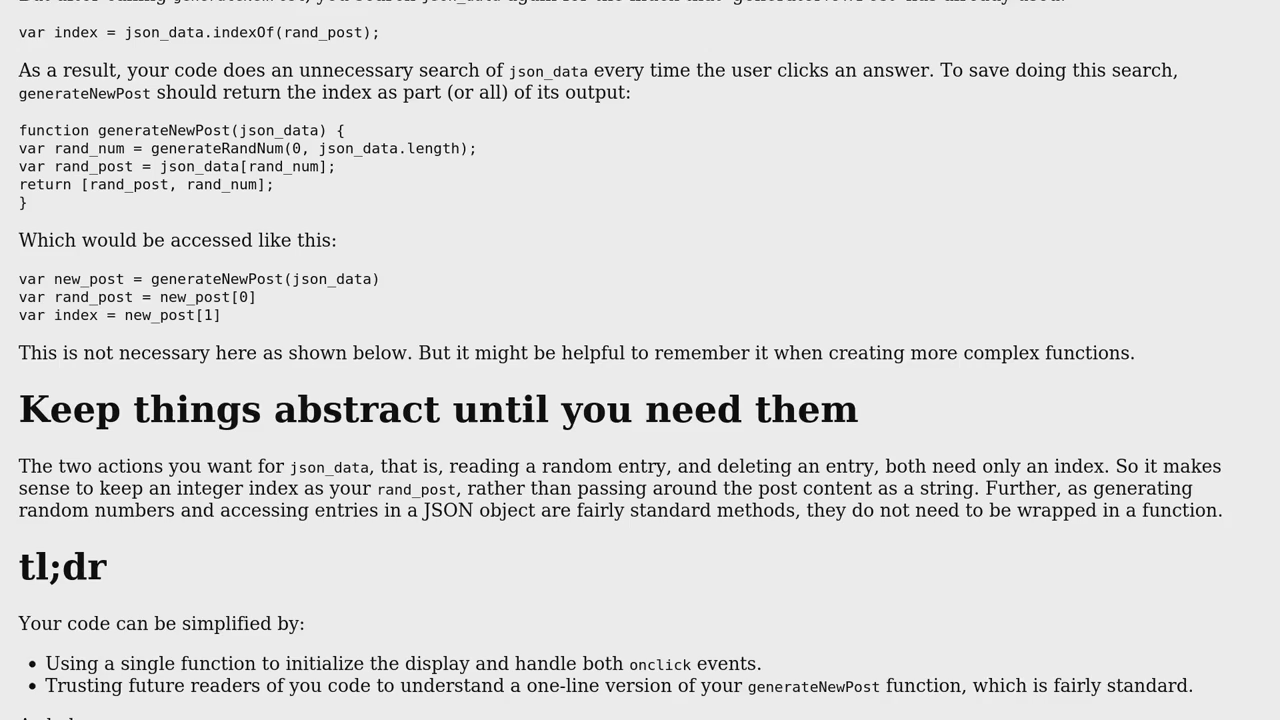 var index = json_data.indexOf(rand_post);
As a result, your code does an unnecessary search of json_data every time the user clicks an answer. To save doing this search,
generateNewPost should return the index as part (or all) of its output:
function generateNewPost(json_data) {
var rand_num = generateRandNum(0, json_data.length);
var rand_post = json_data[rand_num];
return [rand_post, rand_num];
}
Which would be accessed like this:
var new_post = generateNewPost(json_data)
var rand_post = new_post[0]
var index = new_post[1]
This is not necessary here as shown below. But it might be helpful to remember it when creating more complex functions.
Keep things abstract until you need them
The two actions you want for json_data, that is, reading a random entry, and deleting an entry, both need only an index. So it makes
sense to keep an integer index as your rand_post, rather than passing around the post content as a string. Further, as generating
random numbers and accessing entries in a JSON object are fairly standard methods, they do not need to be wrapped in a function.
tl;dr
Your code can be simplified by:
• Using a single function to initialize the display and handle both onclick events.
• Trusting future readers of you code to understand a one-line version of your generateNewPost function, which is fairly standard.